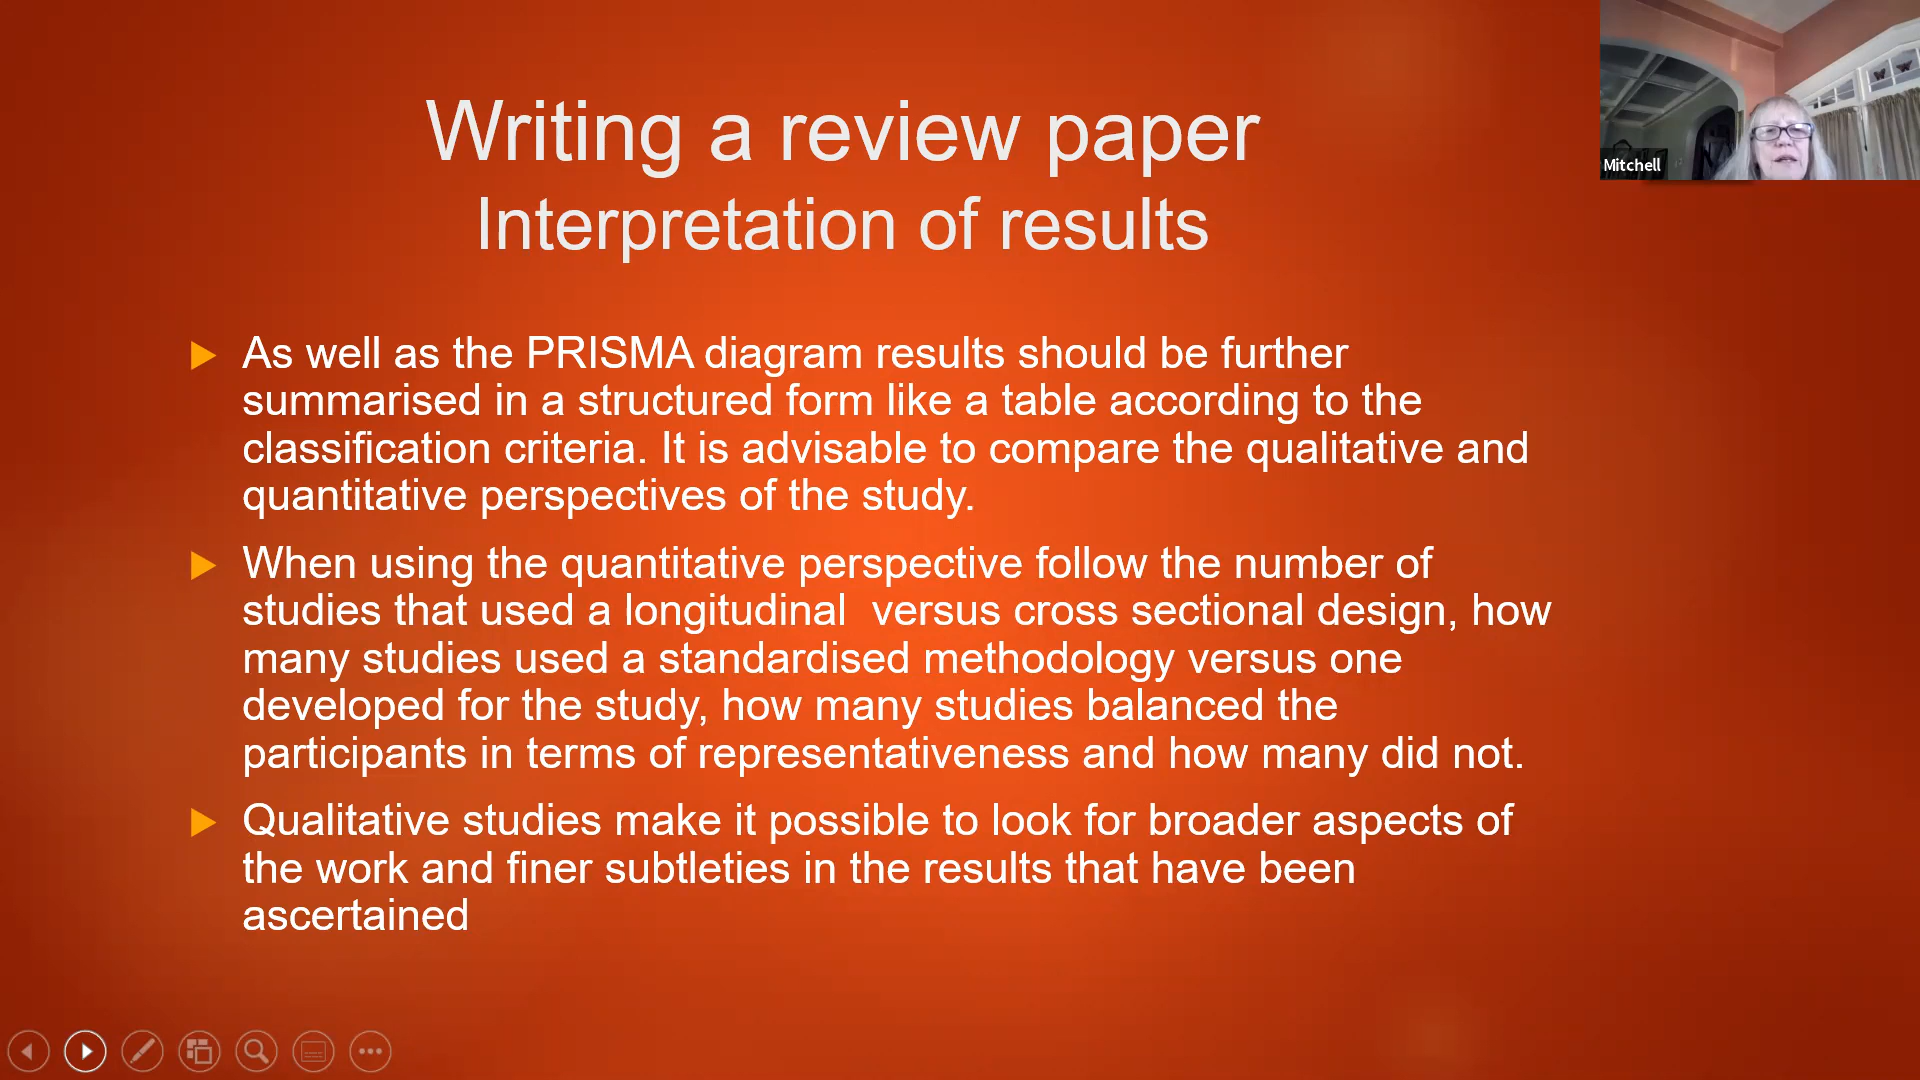 Writing a review paper
Interpretation of results
Mitchell
As well as the PRISMA diagram results should be further
summarised in a structured form like a table according to the
classification criteria. It is advisable to compare the qualitative and
quantitative perspectives of the study.
When using the quantitative perspective follow the number of
studies that used a longitudinal  versus cross sectional design, how
many studies used a standardised methodology versus one
developed for the study, how many studies balanced the
participants in terms of representativeness and how many did not.
Qualitative studies make it possible to look for broader aspects of
the work and finer subtleties in the results that have been
ascertained